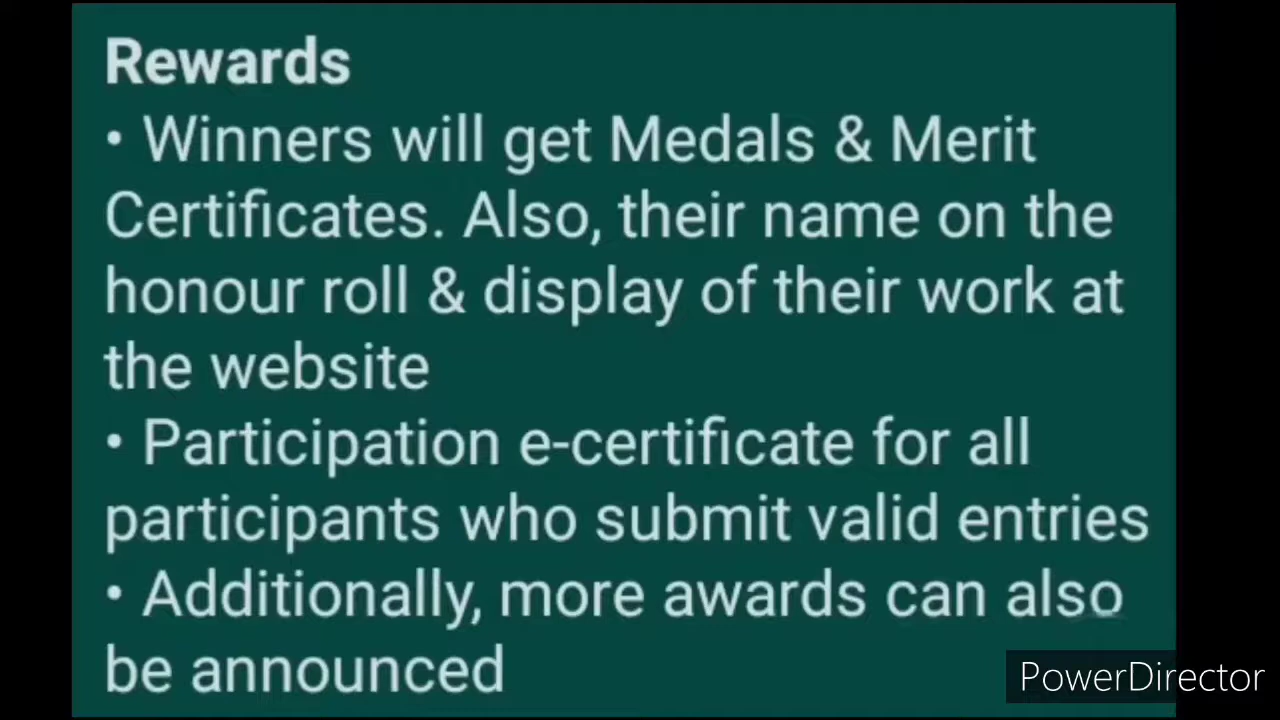 Rewards
• Winners will get Medals & Merit
Certificates. Also, their name on the
honour roll & display of their work at
the website
• Participation e-certificate for all
participants who submit valid entries
• Additionally, more awards can also
be announced
PowerDirector